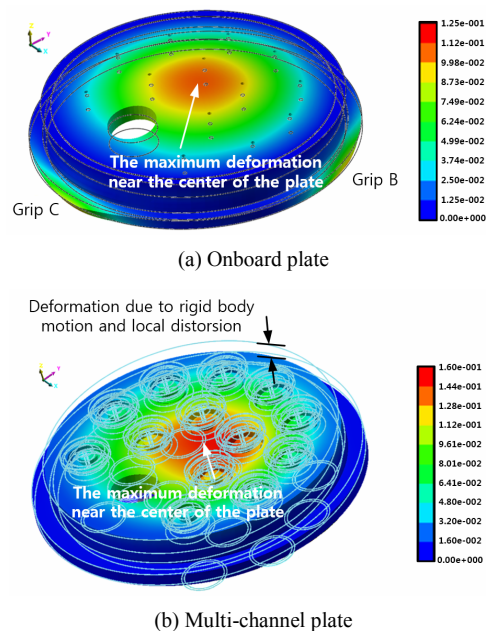 1.25e-001
1.12e-001
9.98e-002
8.73e-002
7.49e-002
6.24e-002
4.99e-002
3.74e-002
2.50e-002
1.25e-002
0.00e+000
The maximum deformation
near the center of the plate
Grip B
Grip C
(a) Onboard plate
Deformation due to rigid body
motion and local distorsion
1.60e-001
1.44e-001
1.28e-001
1.12e-001
9.61e-002
8.01e-002
6.41e-002
4.80e-002
3.20e-002
1.60e-002
0.00e+000
The maximum deformation
near the center of the plate
(b) Multi-channel plate